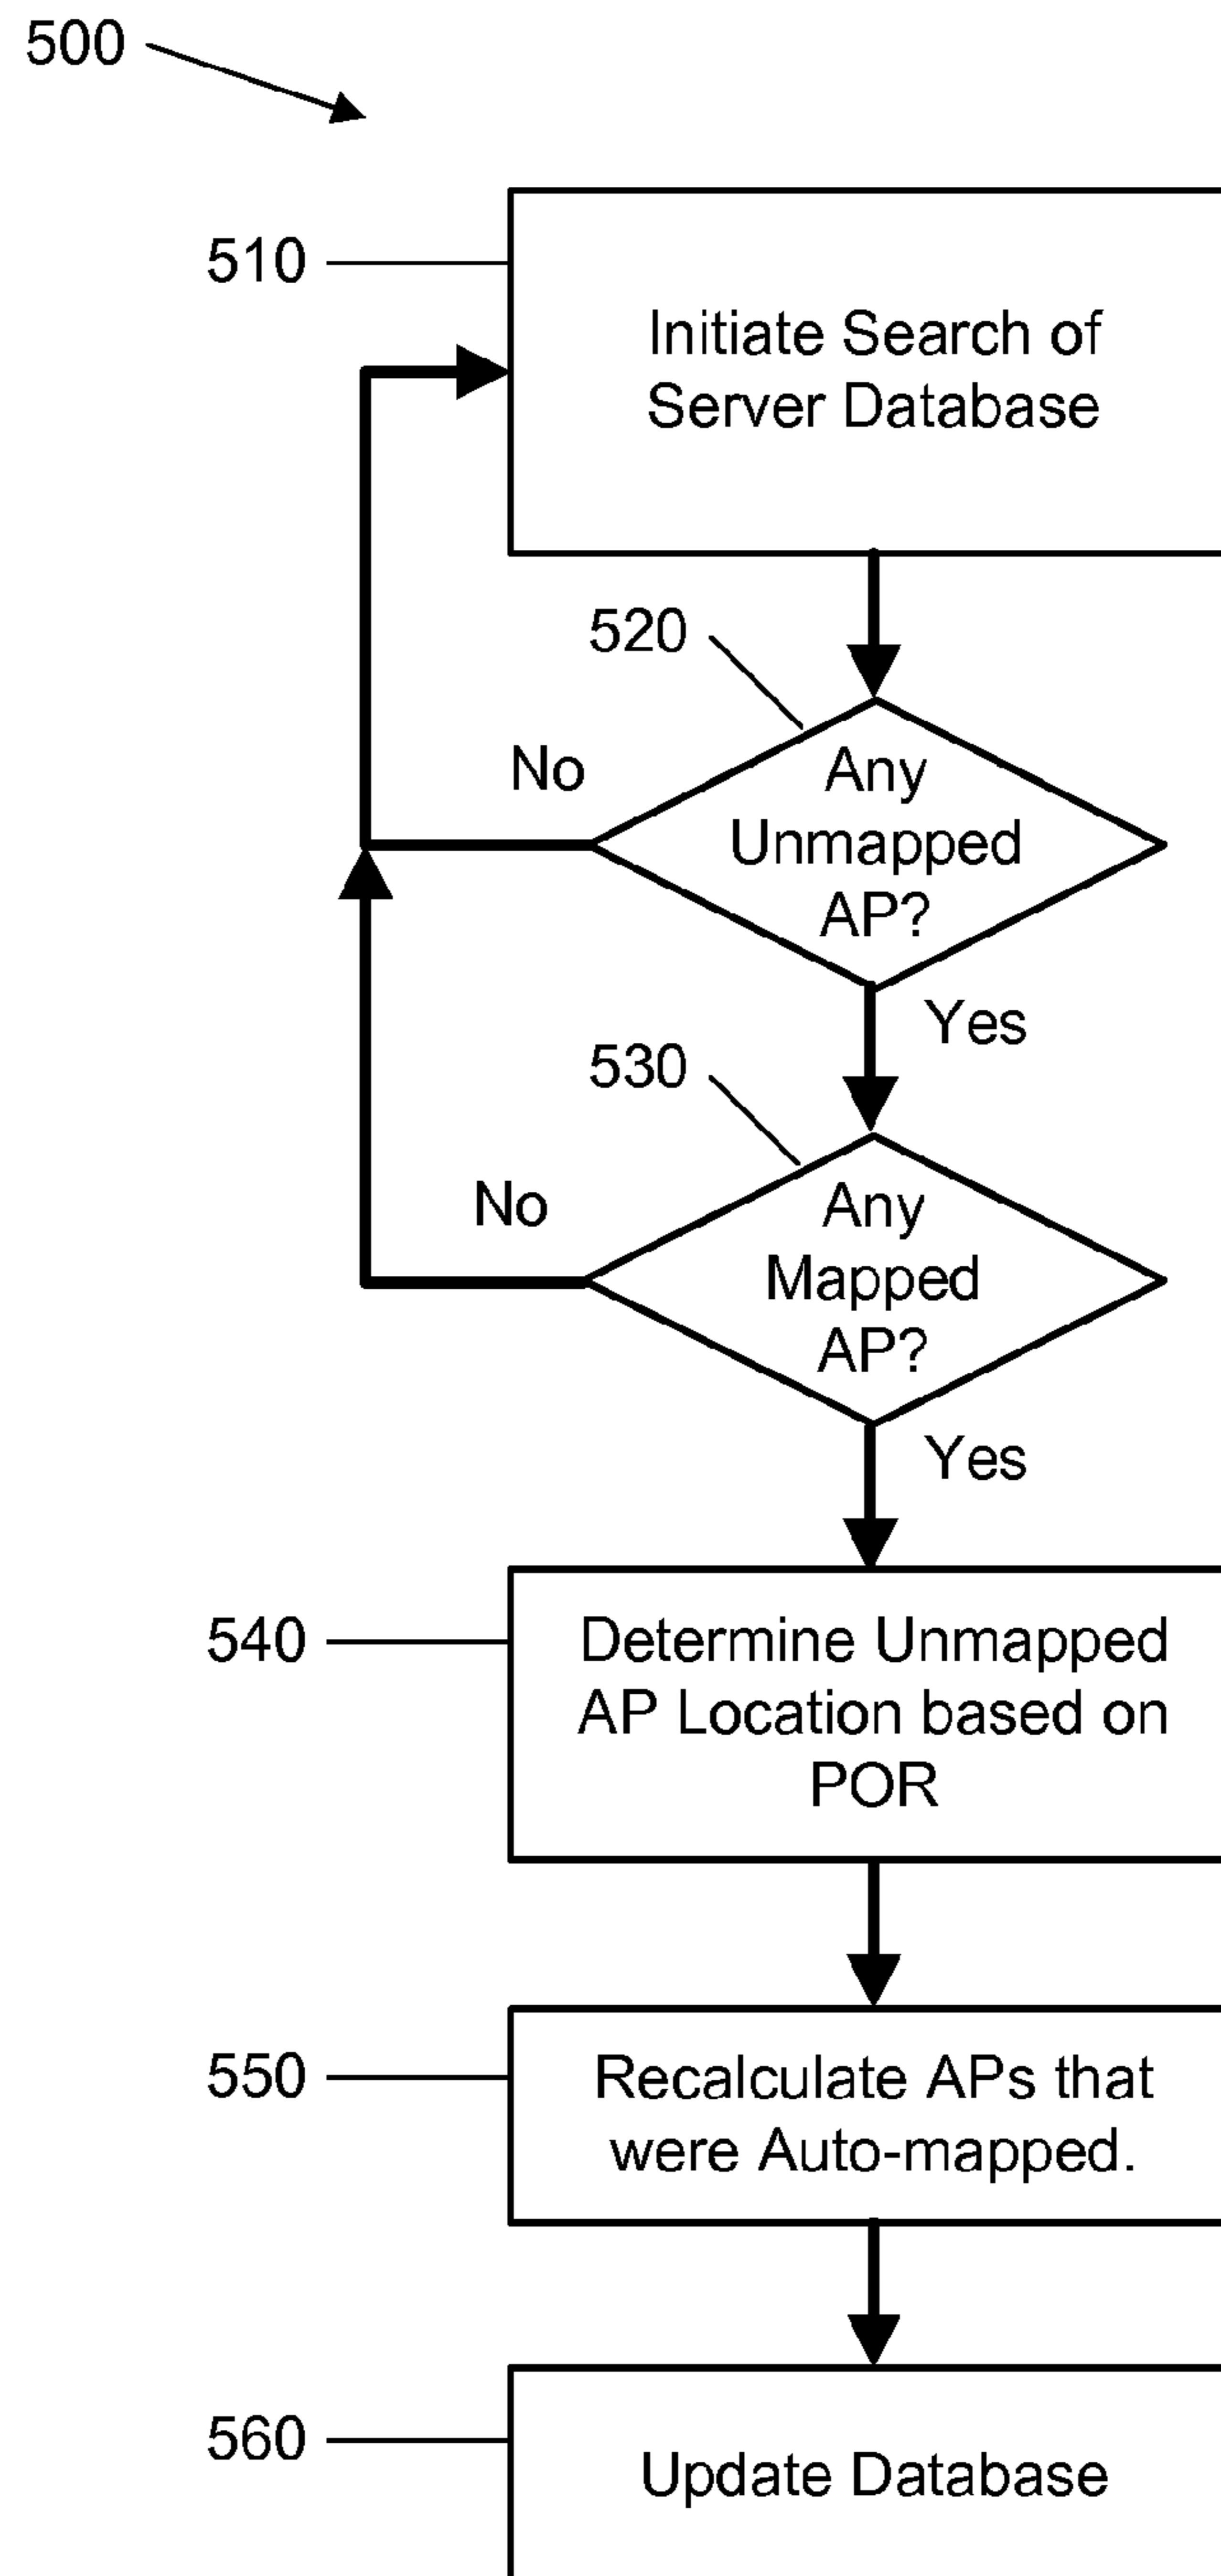 500
510
Initiate Search of
Server Database
520
No
Any
Unmapped
AP?
Yes
530
No
Any
Mapped
AP?
Yes
540
Determine Unmapped
AP Location based on
POR
550
Recalculate APs that
were Auto-mapped.
560
Update Database